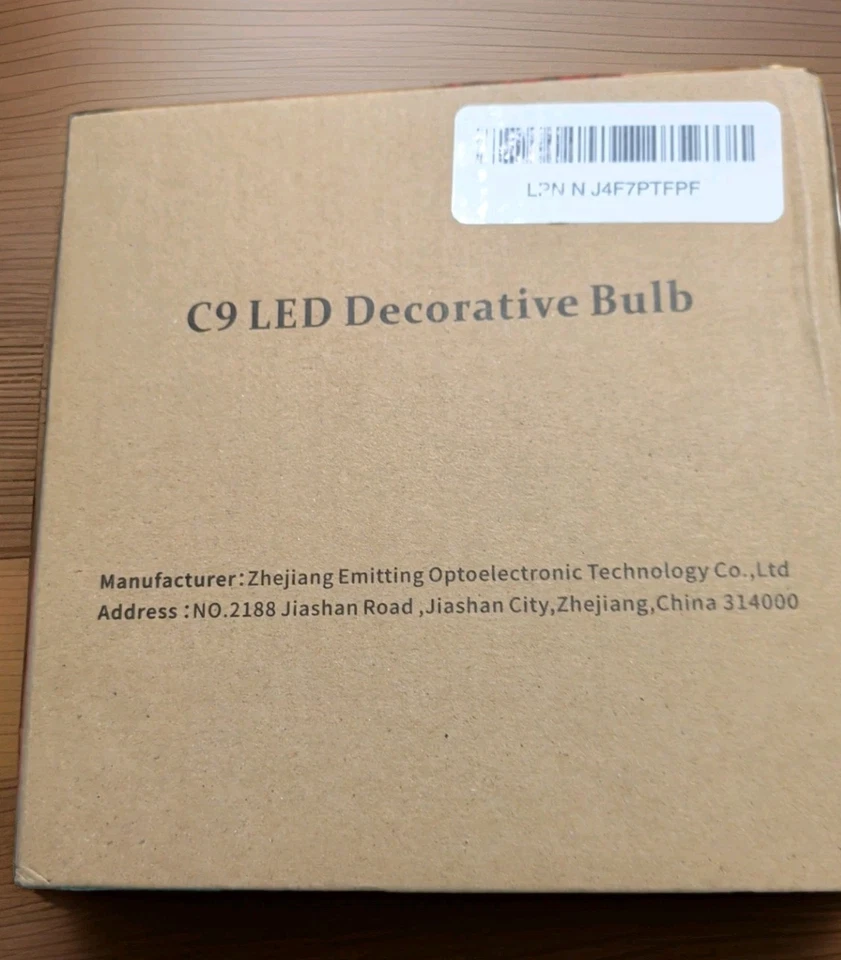 LPN N J4F7PTFPF
C9 LED Decorative Bulb
Manufacturer:Zhejiang Emitting Optoelectronic Technology Co.,Ltd
Address :NO.2188 Jiashan Road ,Jiashan City,Zhejiang,China 314000